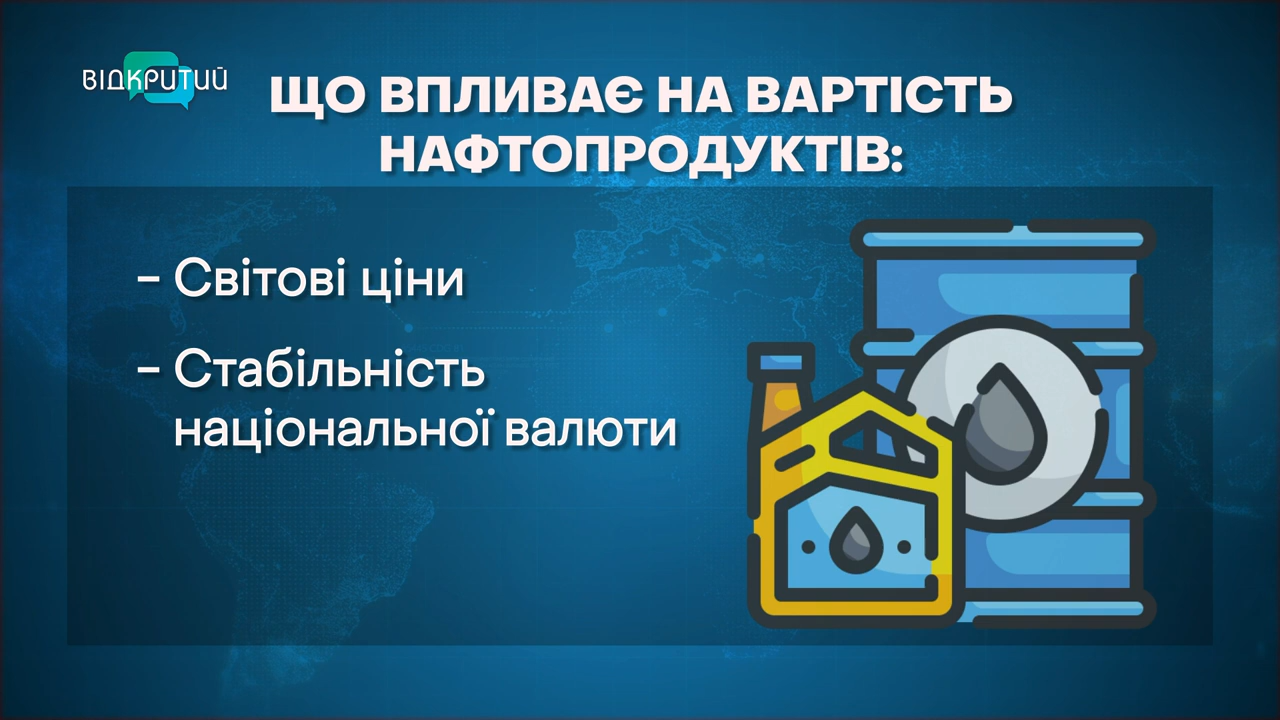 ВІДКРИТИЙ
ЩО ВПЛИВАЄ НА ВАРТІСТЬ
НАФТОПРОДУКТІВ:
– Світові ціни
– Стабільність
національної валюти